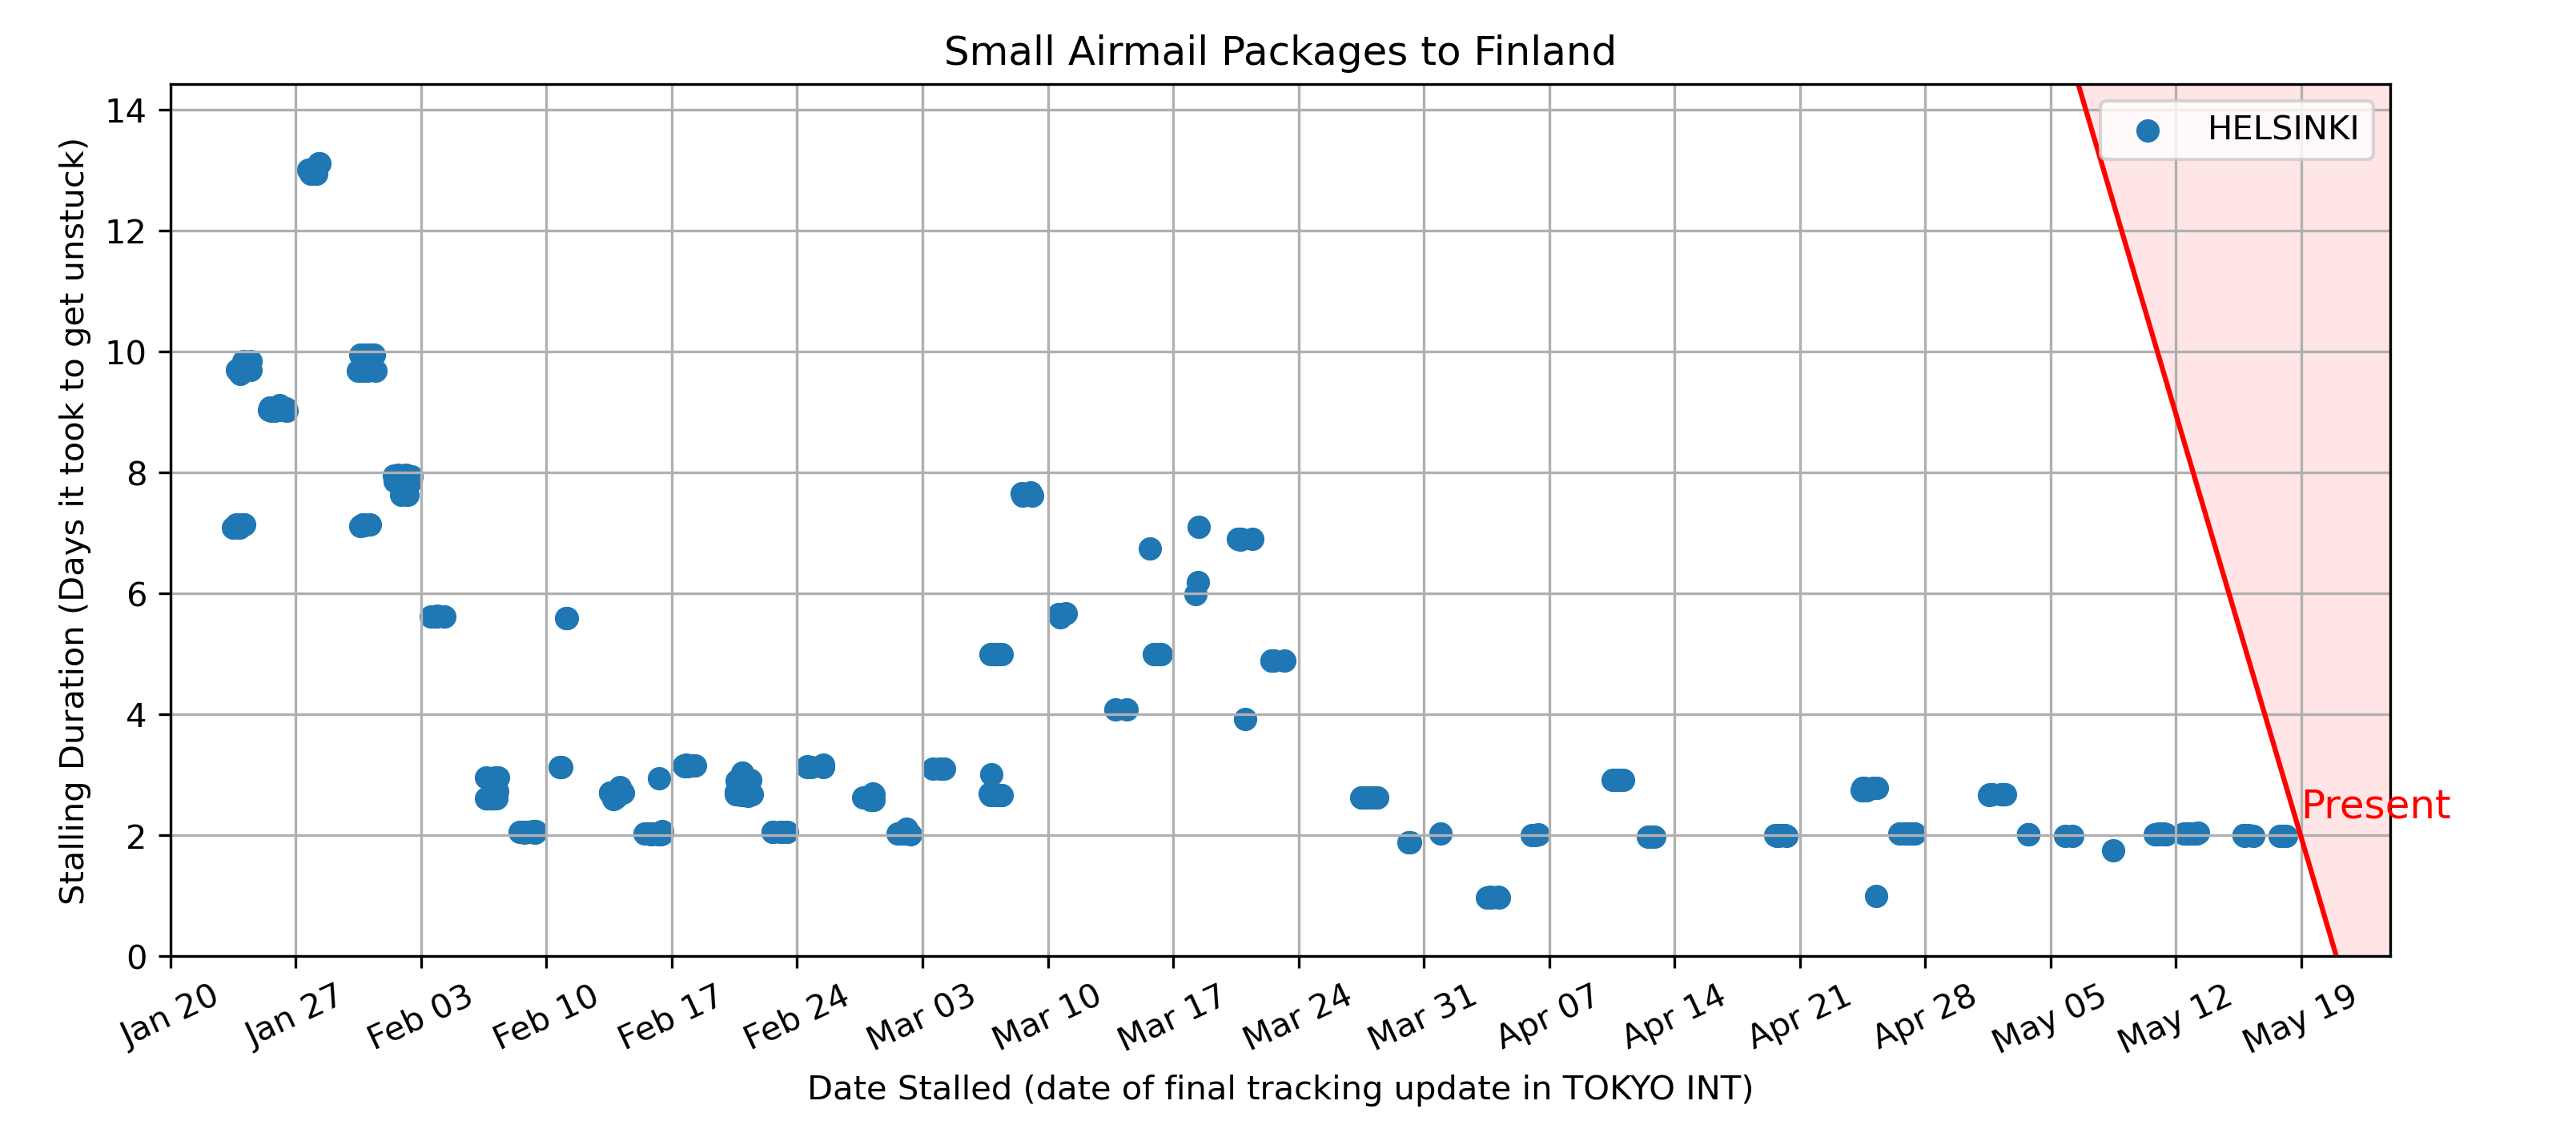 Small Airmail Packages to Finland
Stalling Duration (Days it took to get unstuck)
14
12
10
8
6
4
2
0
HELSINKI
Present
Jan 20
Jan 27
Feb 03
Feb 10
Feb 17
Feb 24
Mar 03
Mar 10
Mar 17
Mar 24
Mar 31
Apr 07
Apr 14
Apr 21
Apr 28
May 05
May 12
May 19
Date Stalled (date of final tracking update in TOKYO INT)